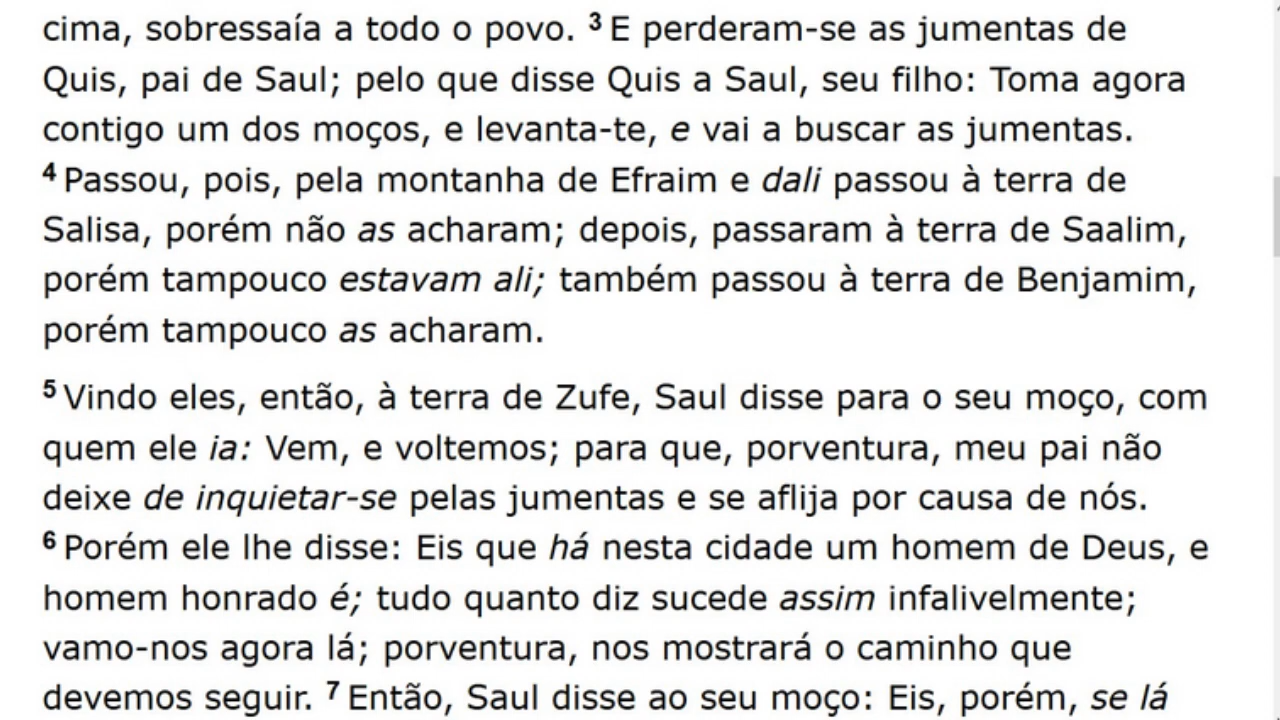 cima, sobressaía a todo o povo. 3 E perderam-se as jumentas de
Quis, pai de Saul; pelo que disse Quis a Saul, seu filho: Toma agora
contigo um dos moços, e levanta-te, e vai a buscar as jumentas.
4 Passou, pois, pela montanha de Efraim e dali passou à terra de
Salisa, porém não as acharam; depois, passaram à terra de Saalim,
porém tampouco estavam ali; também passou à terra de Benjamim,
porém tampouco as acharam.
5 Vindo eles, então, à terra de Zufe, Saul disse para o seu moço, com
quem ele ia: Vem, e voltemos; para que, porventura, meu pai não
deixe de inquietar-se pelas jumentas e se aflija por causa de nós.
6 Porém ele lhe disse: Eis que há nesta cidade um homem de Deus, e
homem honrado é; tudo quanto diz sucede assim infalivelmente;
vamo-nos agora lá; porventura, nos mostrará o caminho que
devemos seguir. 7 Então, Saul disse ao seu moço: Eis, porém, se lá